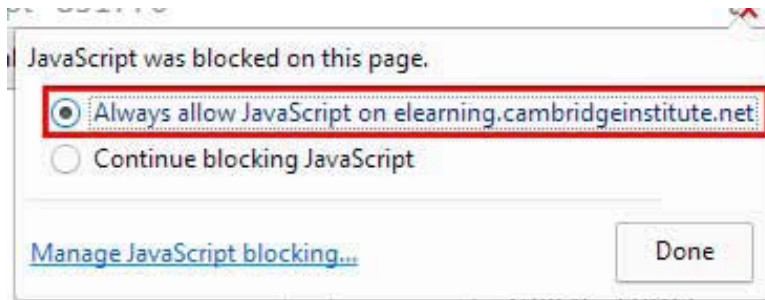 JavaScript was blocked on this page.
Always allow JavaScript on elearning.cambridgeinstitute.net
Continue blocking JavaScript
Manage JavaScript blocking...
Done